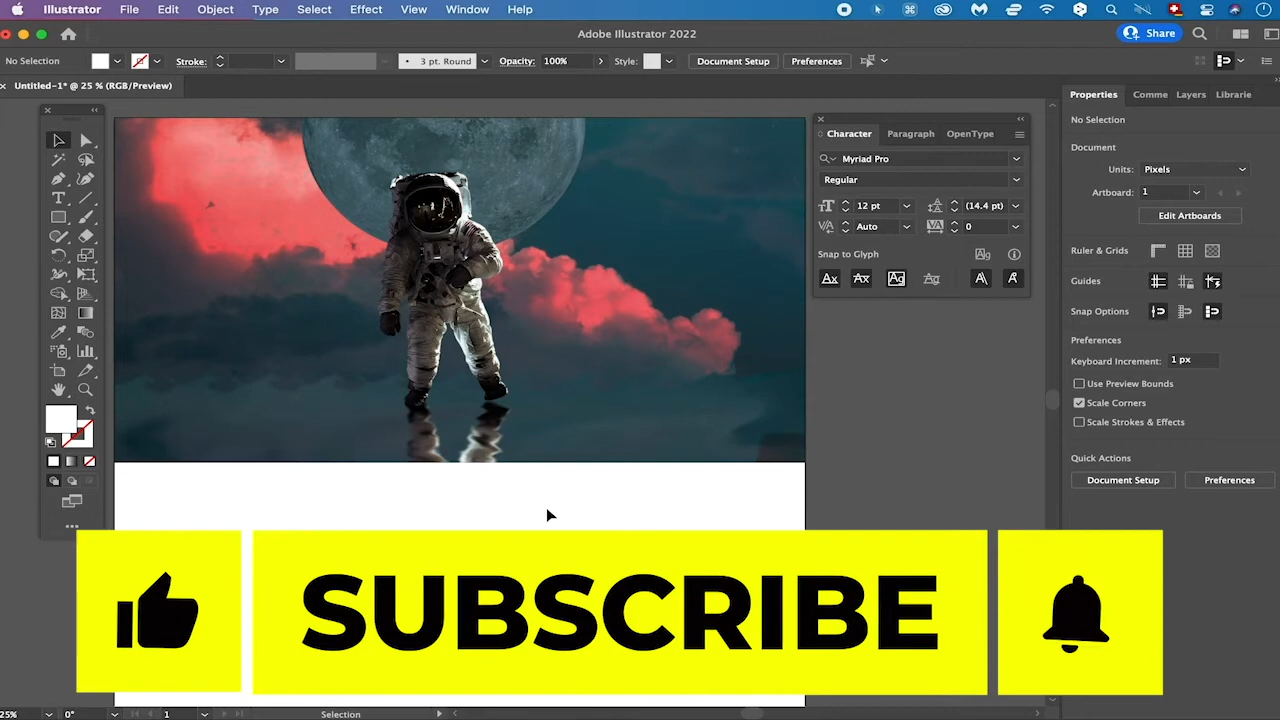 Illustrator File Edit Object Type Select Effect View Window Help
Adobe Illustrator 2022
Share
No Selection
Stroke:
3 pt. Round
Opacity: 100%
Style:
Document Setup
Preferences
Untitled-1* @ 25 % (RGB/Preview)
Character Paragraph OpenType
Myriad Pro
Regular
12 pt
(14.4 pt)
Auto
0
Snap to Glyph
Properties Comme Layers Librarie
No Selection
Document
Units: Pixels
Artboard: 1
Edit Artboards
Ruler & Grids
Guides
Snap Options
Preferences
Keyboard Increment: 1 px
Use Preview Bounds
Scale Corners
Scale Strokes & Effects
Quick Actions
Document Setup Preferences
SUBSCRIBE
25% 0° 1 Selection